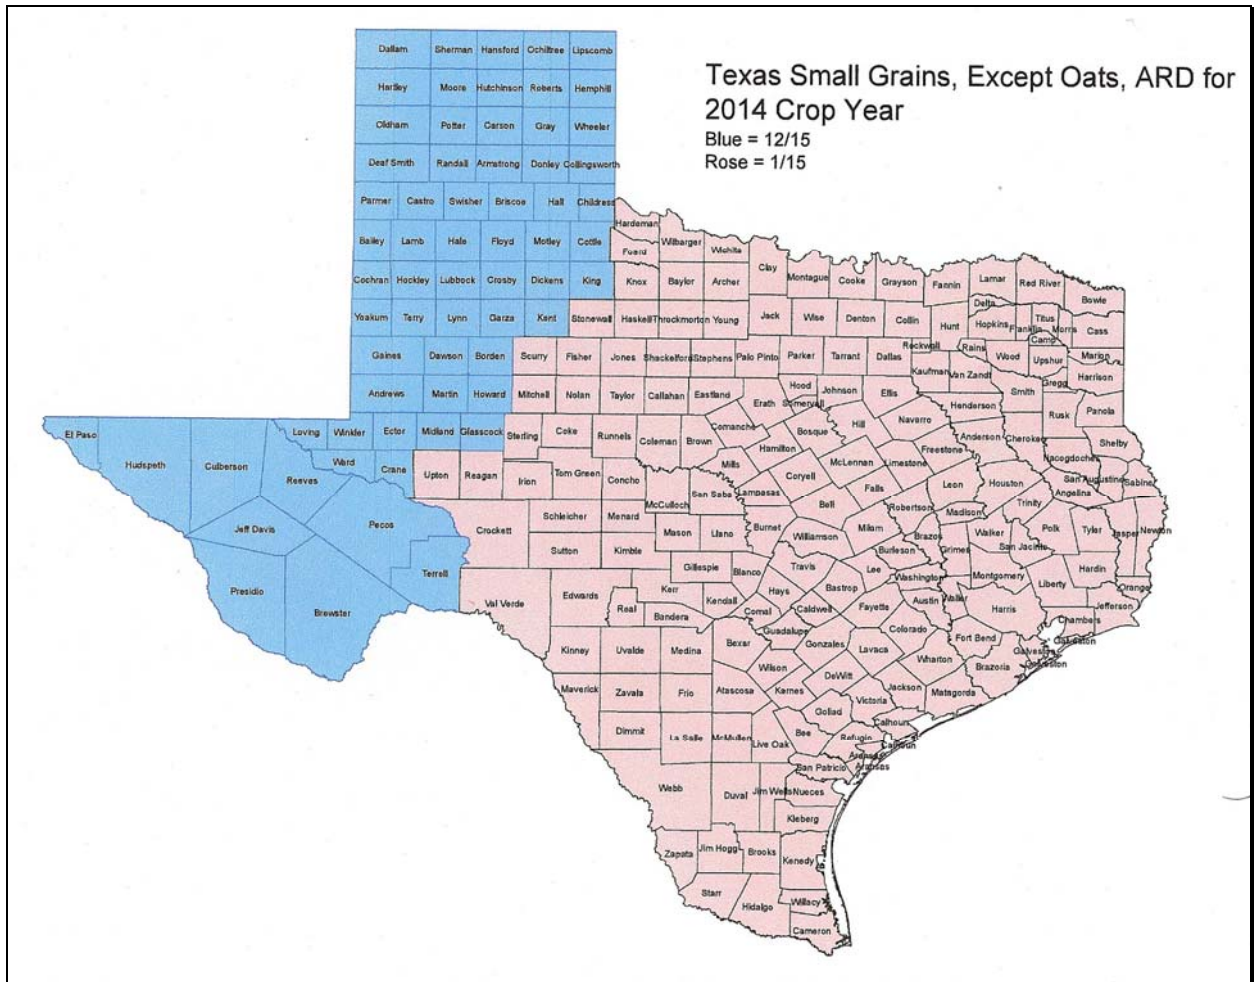 Texas Small Grains, Except Oats, ARD for
2014 Crop Year
Blue = 12/15
Rose = 1/15
Dallam Sherman Hansford Ochiltree Lipscomb
Hartley Moore Hutchinson Roberts Hemphill
Oldham Potter Carson Gray Wheeler
Deaf Smith Randall Armstrong Donley Collingsworth
Parmer Castro Swisher Briscoe Hall Childress
Hardeman
Bailey Lamb Hale Floyd Motley Cottle Foard Wilbarger Wichita
Clay Montague Cooke Grayson Fannin Lamar Red River Bowie
Cochran Hockley Lubbock Crosby Dickens King Knox Baylor Archer
Yoakum Terry Lynn Garza Kent Stonewall Haskell Throckmorton Young Jack Wise Denton Collin Hunt Delta Hopkins Franklin Titus Morris Cass
Rockwall Rains Wood Camp Upshur Marion
Gaines Dawson Borden Scurry Fisher Jones Shackelford Stephens Palo Pinto Parker Tarrant Dallas Kaufman Van Zandt Smith Gregg Harrison
Andrews Martin Howard Mitchell Nolan Taylor Callahan Eastland Erath Hood Somervell Johnson Ellis Henderson Rusk Panola
El Paso Loving Winkler Ector Midland Glasscock Sterling Coke Runnels Coleman Brown Comanche Bosque Hill Navarro Anderson Cherokee Shelby
Hudspeth Culberson Reeves Ward Crane Upton Reagan Irion Tom Green Concho Mills Hamilton McLennan Limestone Freestone Nacogdoches
Coryell Falls Leon Houston San Augustine Sabine
Angelina Trinity
Jeff Davis Pecos Crockett Schleicher Menard McCulloch San Saba Lampasas Bell Robertson Madison
Sutton Kimble Mason Llano Burnet Williamson Milam Brazos Walker Polk Tyler Jasper Newton
Burleson Grimes San Jacinto
Presidio Brewster Terrell Gillespie Blanco Travis Lee Washington Montgomery Liberty Hardin Orange
Val Verde Edwards Real Kerr Kendall Hays Bastrop Austin Waller Harris Jefferson
Bandera Comal Caldwell Fayette Chambers
Guadalupe Colorado Fort Bend Galveston
Kinney Uvalde Medina Bexar Gonzales Lavaca Wharton Brazoria Galveston
Galveston
Wilson DeWitt
Maverick Zavala Frio Atascosa Karnes Victoria Jackson Matagorda
Goliad Calhoun
Dimmit La Salle McMullen Live Oak Bee Refugio Calhoun
Aransas
San Patricio Aransas
Webb Duval Jim Wells Nueces
Kleberg
Zapata Jim Hogg Brooks Kenedy
Starr Hidalgo Willacy
Cameron